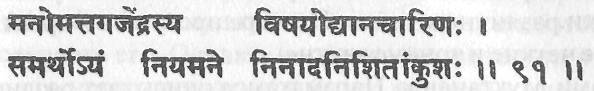 मनोमत्तगजेंद्रस्य विषयोद्यानचारिणः ।
समर्थोऽयं नियमने निनादनिशितांकुशः ॥ ९१ ॥